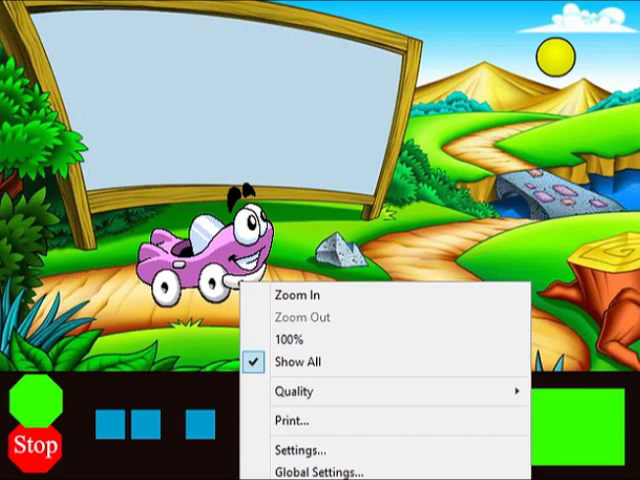 Zoom In
Zoom Out
100%
Show All
Quality
Print...
Stop
Settings...
Global Settings...